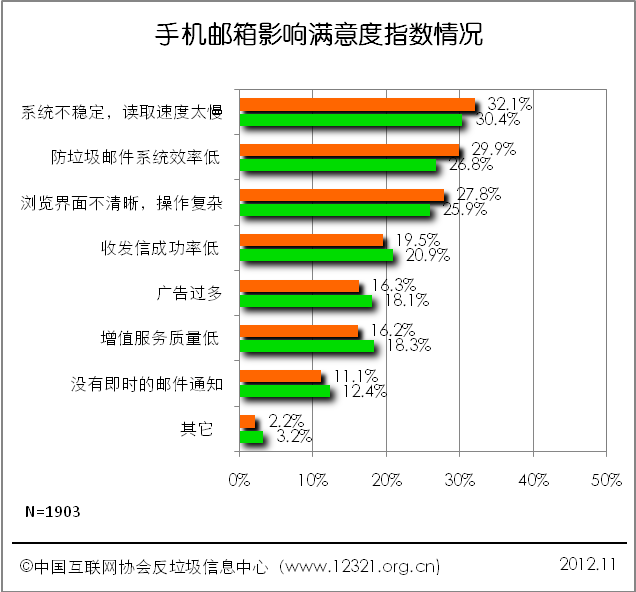 手机邮箱影响满意度指数情况
系统不稳定，读取速度太慢
32.1%
30.4%
防垃圾邮件系统效率低
29.9%
26.8%
浏览界面不清晰，操作复杂
27.8%
25.9%
收发信成功率低
19.5%
20.9%
广告过多
16.3%
18.1%
增值服务质量低
16.2%
18.3%
没有即时的邮件通知
11.1%
12.4%
其它
2.2%
3.2%
0% 10% 20% 30% 40% 50%
N=1903
©中国互联网协会反垃圾信息中心（www.12321.org.cn) 2012.11